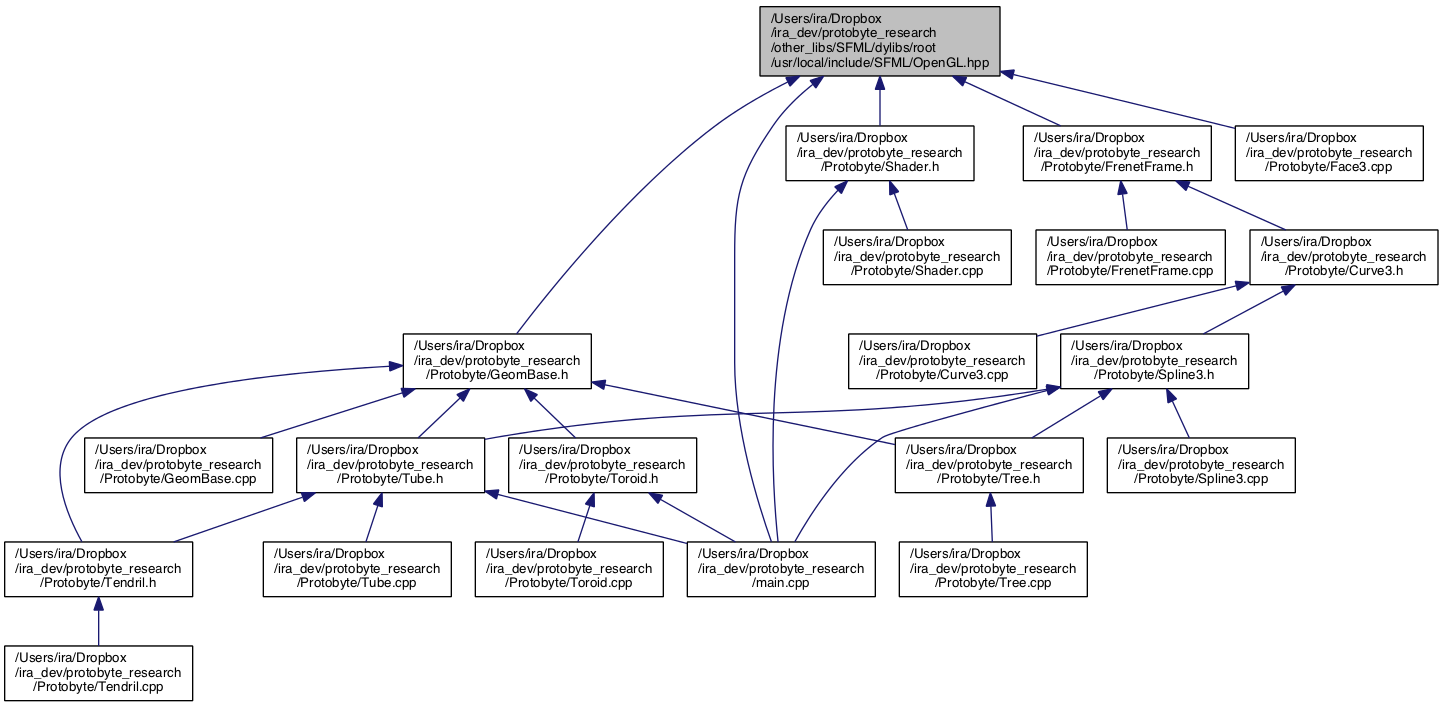 /Users/ira/Dropbox
/ira_dev/protobyte_research
/other_libs/SFML/dylibs/root
/usr/local/include/SFML/OpenGL.hpp
/Users/ira/Dropbox
/ira_dev/protobyte_research
/Protobyte/Shader.h
/Users/ira/Dropbox
/ira_dev/protobyte_research
/Protobyte/FrenetFrame.h
/Users/ira/Dropbox
/ira_dev/protobyte_research
/Protobyte/Face3.cpp
/Users/ira/Dropbox
/ira_dev/protobyte_research
/Protobyte/Shader.cpp
/Users/ira/Dropbox
/ira_dev/protobyte_research
/Protobyte/FrenetFrame.cpp
/Users/ira/Dropbox
/ira_dev/protobyte_research
/Protobyte/Curve3.h
/Users/ira/Dropbox
/ira_dev/protobyte_research
/Protobyte/GeomBase.h
/Users/ira/Dropbox
/ira_dev/protobyte_research
/Protobyte/Curve3.cpp
/Users/ira/Dropbox
/ira_dev/protobyte_research
/Protobyte/Spline3.h
/Users/ira/Dropbox
/ira_dev/protobyte_research
/Protobyte/GeomBase.cpp
/Users/ira/Dropbox
/ira_dev/protobyte_research
/Protobyte/Tube.h
/Users/ira/Dropbox
/ira_dev/protobyte_research
/Protobyte/Toroid.h
/Users/ira/Dropbox
/ira_dev/protobyte_research
/Protobyte/Tree.h
/Users/ira/Dropbox
/ira_dev/protobyte_research
/Protobyte/Spline3.cpp
/Users/ira/Dropbox
/ira_dev/protobyte_research
/Protobyte/Tendril.h
/Users/ira/Dropbox
/ira_dev/protobyte_research
/Protobyte/Tube.cpp
/Users/ira/Dropbox
/ira_dev/protobyte_research
/Protobyte/Toroid.cpp
/Users/ira/Dropbox
/ira_dev/protobyte_research
/main.cpp
/Users/ira/Dropbox
/ira_dev/protobyte_research
/Protobyte/Tree.cpp
/Users/ira/Dropbox
/ira_dev/protobyte_research
/Protobyte/Tendril.cpp